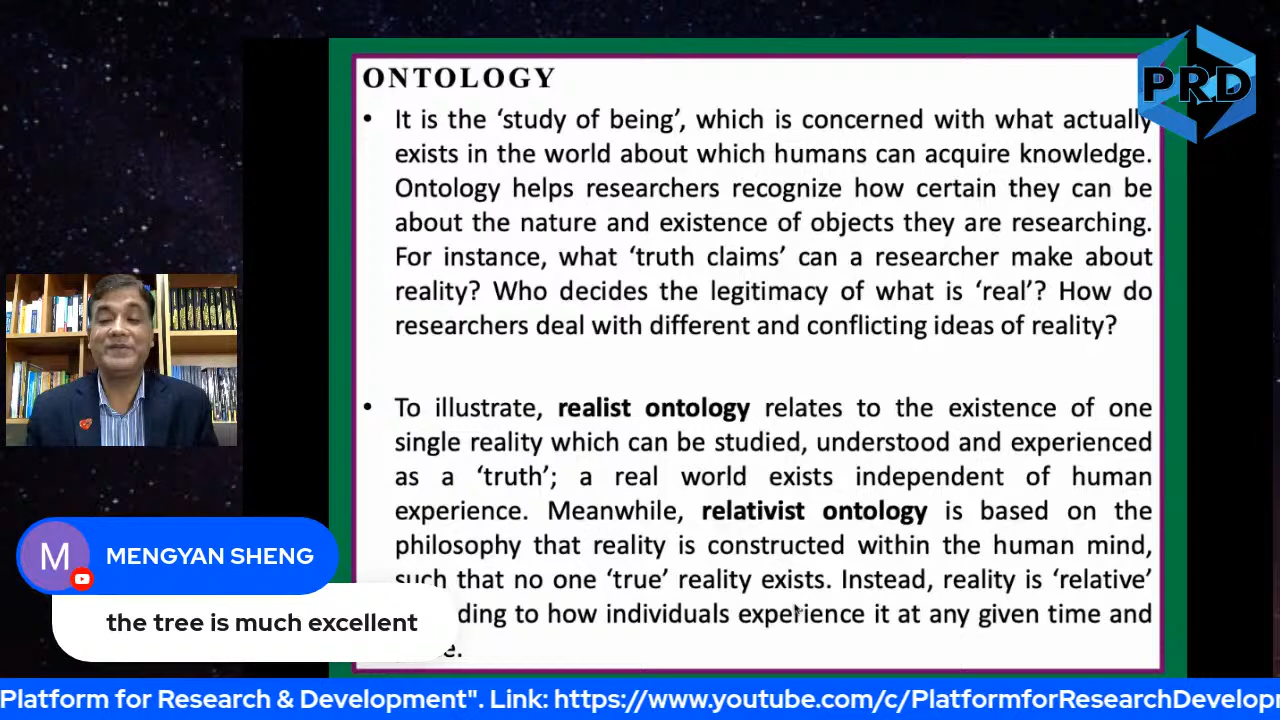 ONTOLOGY
PRD
• It is the ‘study of being’, which is concerned with what actually
exists in the world about which humans can acquire knowledge.
Ontology helps researchers recognize how certain they can be
about the nature and existence of objects they are researching.
For instance, what ‘truth claims’ can a researcher make about
reality? Who decides the legitimacy of what is ‘real’? How do
researchers deal with different and conflicting ideas of reality?
• To illustrate, realist ontology relates to the existence of one
single reality which can be studied, understood and experienced
as a ‘truth’; a real world exists independent of human
experience. Meanwhile, relativist ontology is based on the
philosophy that reality is constructed within the human mind,
such that no one ‘true’ reality exists. Instead, reality is ‘relative’
to how individuals experience it at any given time and
M
MENGYAN SHENG
the tree is much excellent
Platform for Research & Development". Link: https://www.youtube.com/c/PlatformforResearchDevelop